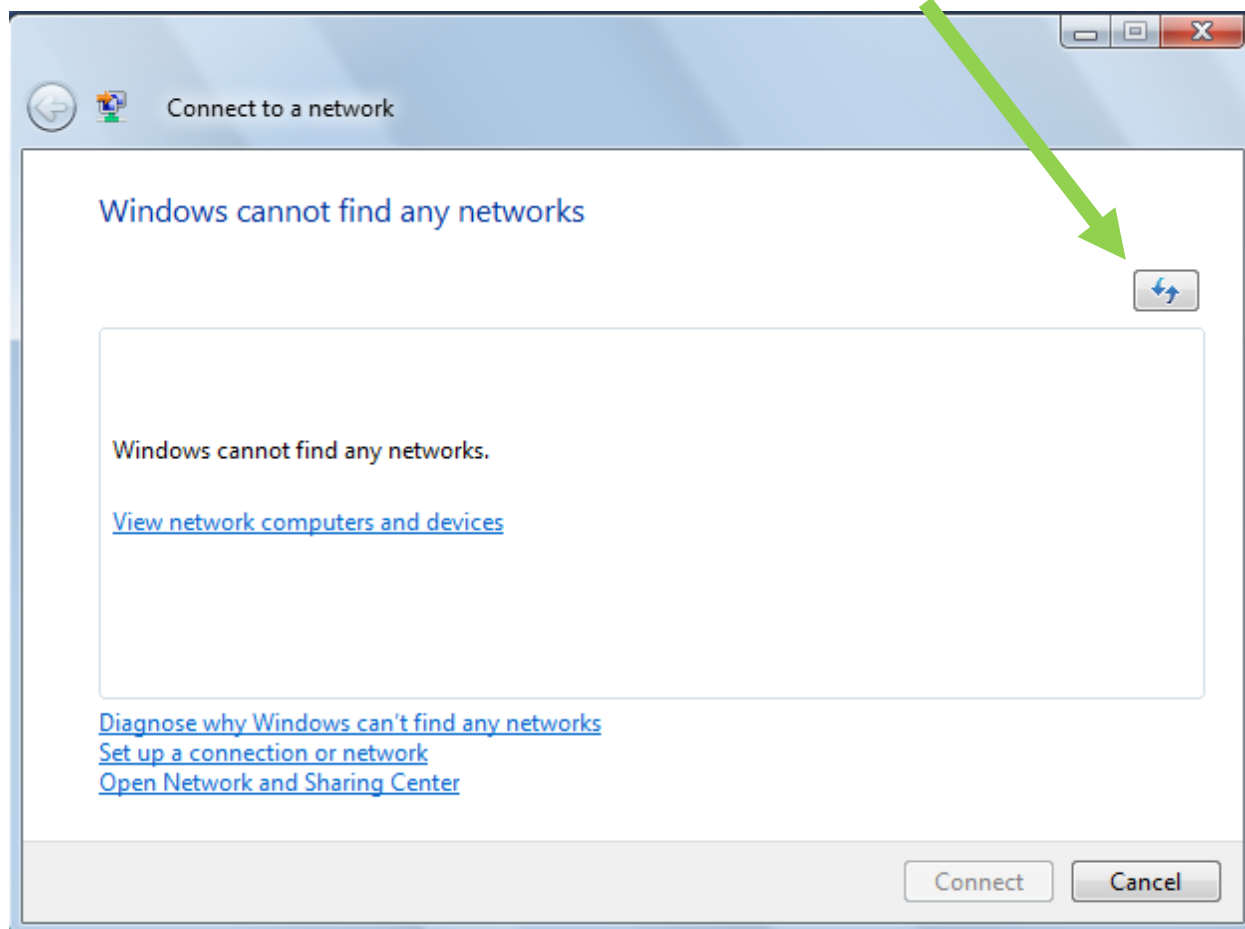 Connect to a network
Windows cannot find any networks
Windows cannot find any networks.
View network computers and devices
Diagnose why Windows can't find any networks
Set up a connection or network
Open Network and Sharing Center
Connect Cancel